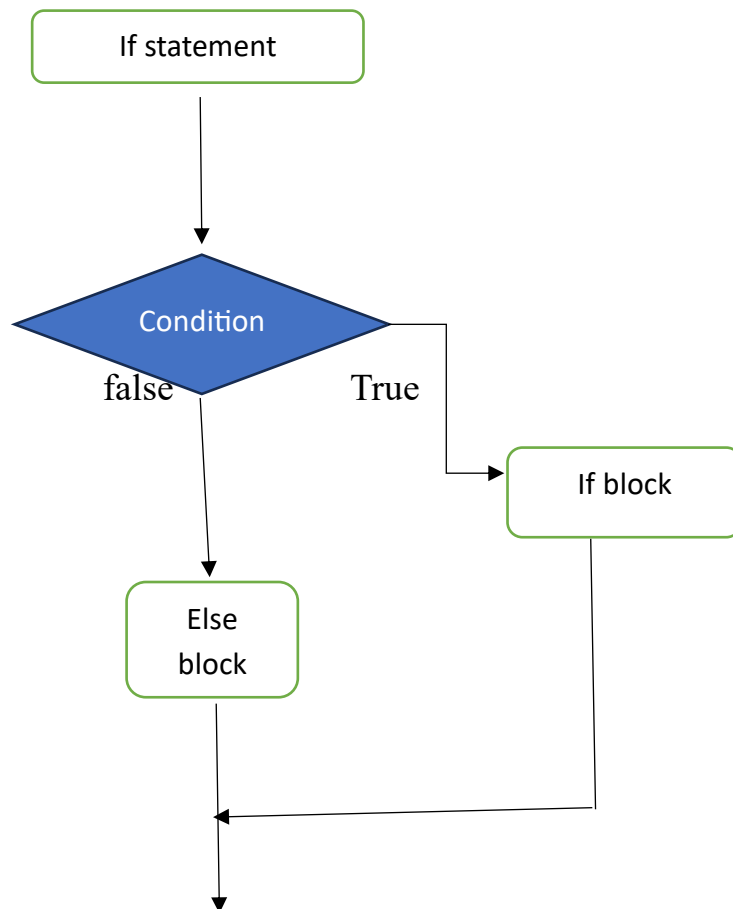 If statement
Condition
false
True
If block
Else
block